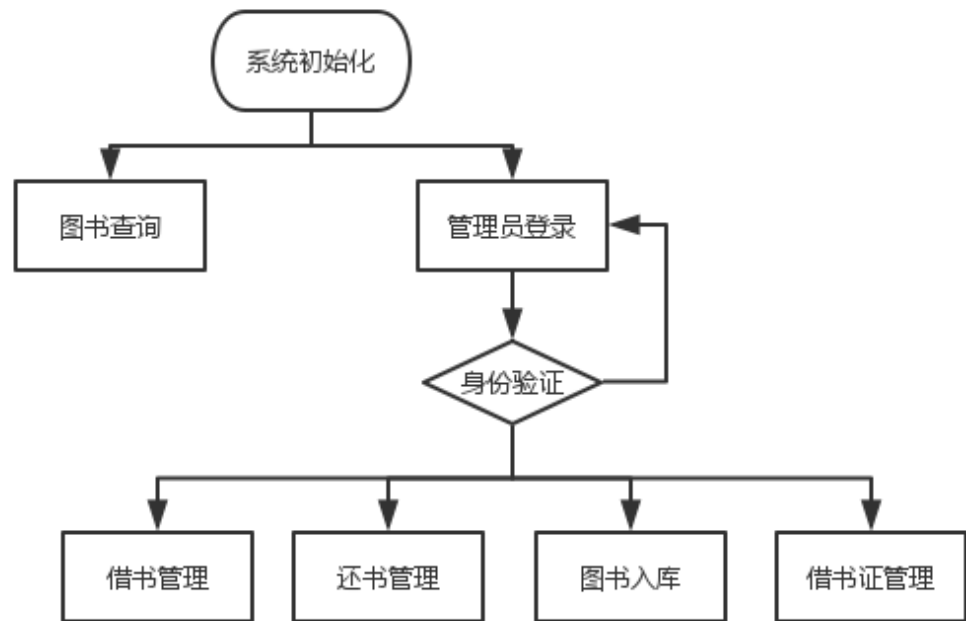 系统初始化
图书查询
管理员登录
身份验证
借书管理
还书管理
图书入库
借书证管理